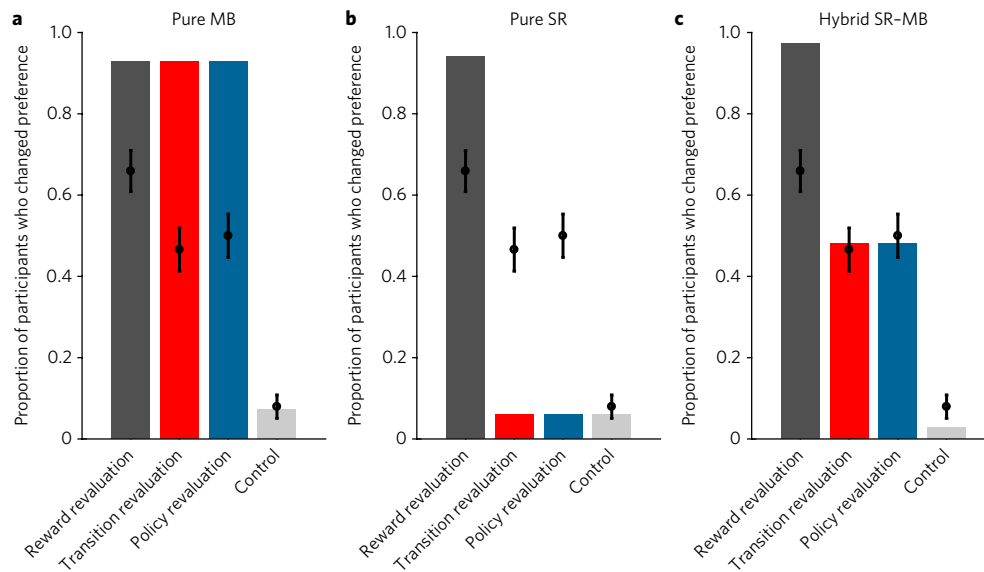 a
Pure MB
Proportion of participants who changed preference
1.0
0.8
0.6
0.4
0.2
0
Reward revaluation
Transition revaluation
Policy revaluation
Control
b
Pure SR
Proportion of participants who changed preference
1.0
0.8
0.6
0.4
0.2
0
Reward revaluation
Transition revaluation
Policy revaluation
Control
c
Hybrid SR–MB
Proportion of participants who changed preference
1.0
0.8
0.6
0.4
0.2
0
Reward revaluation
Transition revaluation
Policy revaluation
Control